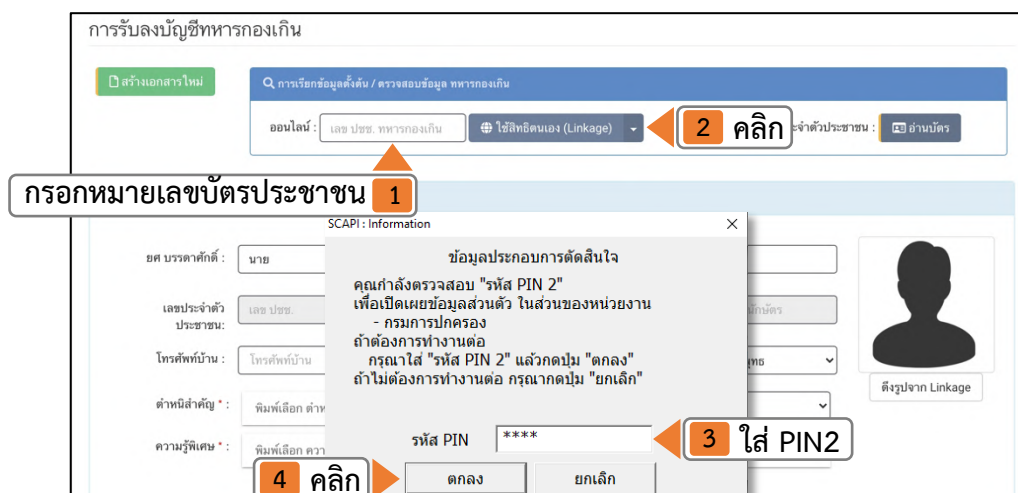 การรับลงบัญชีทหารกองเกิน
สร้างเอกสารใหม่
การเรียกข้อมูลตั้งต้น / ตรวจสอบข้อมูล ทหารกองเกิน
ออนไลน์ : เลข ปชช. ทหารกองเกิน ใช้สิทธิตนเอง (Linkage) 2 คลิก ะจำตัวประชาชน : อ่านบัตร
กรอกหมายเลขบัตรประชาชน 1
SCAPI : Information
ข้อมูลประกอบการตัดสินใจ
คุณกำลังตรวจสอบ "รหัส PIN 2"
เพื่อเปิดเผยข้อมูลส่วนตัว ในส่วนของหน่วยงาน
- กรมการปกครอง
ถ้าต้องการทำงานต่อ
กรุณาใส่ "รหัส PIN 2" แล้วกดปุ่ม "ตกลง"
ถ้าไม่ต้องการทำงานต่อ กรุณากดปุ่ม "ยกเลิก"
รหัส PIN **** 3 ใส่ PIN2
4 คลิก ตกลง ยกเลิก
ยศ บรรดาศักดิ์ : นาย
เลขประจำตัว
ประชาชน: เลข ปชช.
โทรศัพท์บ้าน : โทรศัพท์บ้าน
ตำหนิสำคัญ * : พิมพ์เลือก ตำห
ความรู้พิเศษ * : พิมพ์เลือก ควา
ดึงรูปจาก Linkage